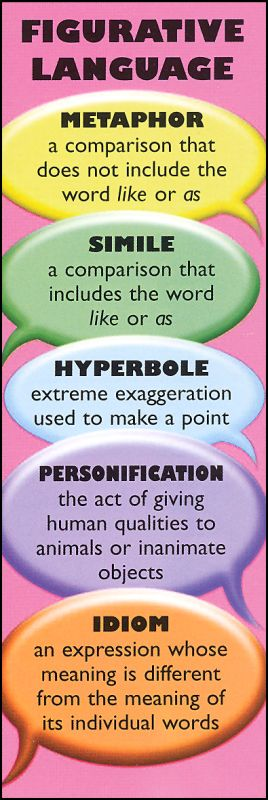 FIGURATIVE
LANGUAGE
METAPHOR
a comparison that
does not include the
word like or as
SIMILE
a comparison that
includes the word
like or as
HYPERBOLE
extreme exaggeration
used to make a point
PERSONIFICATION
the act of giving
human qualities to
animals or inanimate
objects
IDIOM
an expression whose
meaning is different
from the meaning of
its individual words